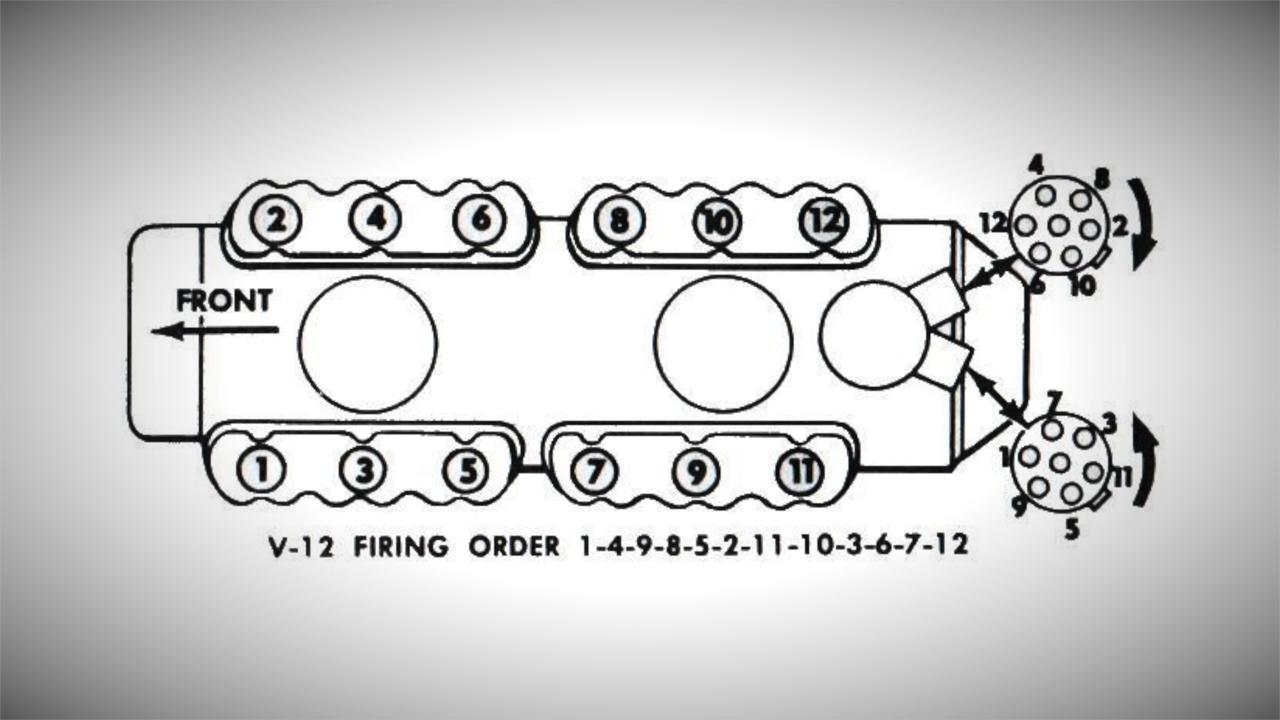 4
8
2 4 6 8 10 12
12 2
6 10
FRONT
7
3
1 3 5 7 9 11
1 11
9
5
V-12 FIRING ORDER 1-4-9-8-5-2-11-10-3-6-7-12